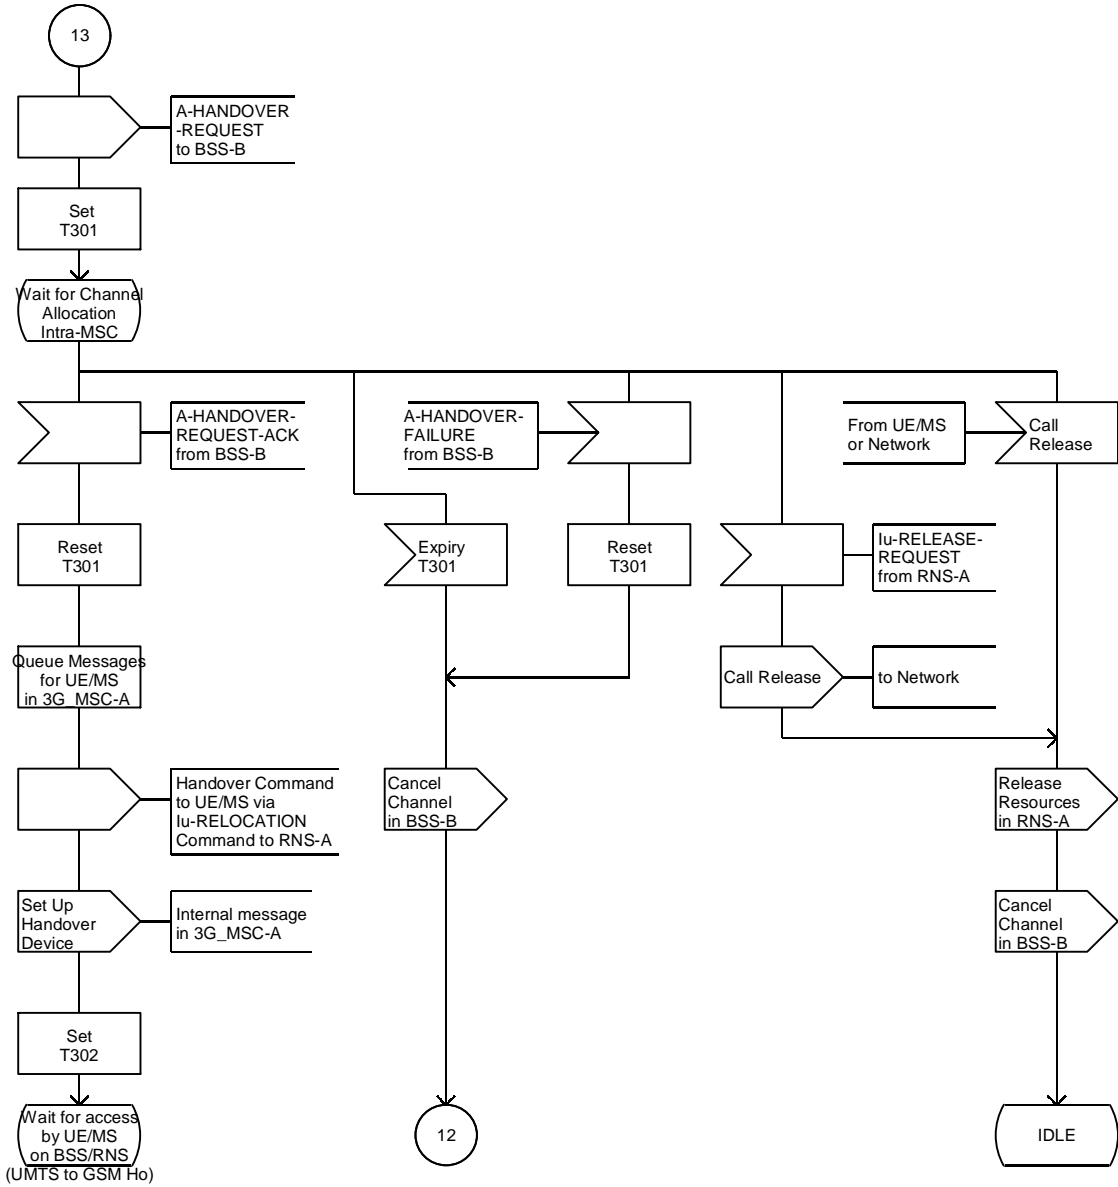 13
A-HANDOVER
-REQUEST
to BSS-B
Set
T301
Wait for Channel
Allocation
Intra-MSC
A-HANDOVER-
REQUEST-ACK
from BSS-B
A-HANDOVER-
FAILURE
from BSS-B
From UE/MS
or Network
Call
Release
Reset
T301
Expiry
T301
Reset
T301
Iu-RELEASE-
REQUEST
from RNS-A
Queue Messages
for UE/MS
in 3G_MSC-A
Call Release
to Network
Handover Command
to UE/MS via
Iu-RELOCATION
Command to RNS-A
Cancel
Channel
in BSS-B
Release
Resources
in RNS-A
Set Up
Handover
Device
Internal message
in 3G_MSC-A
Cancel
Channel
in BSS-B
Set
T302
Wait for access
by UE/MS
on BSS/RNS
(UMTS to GSM Ho)
12
IDLE